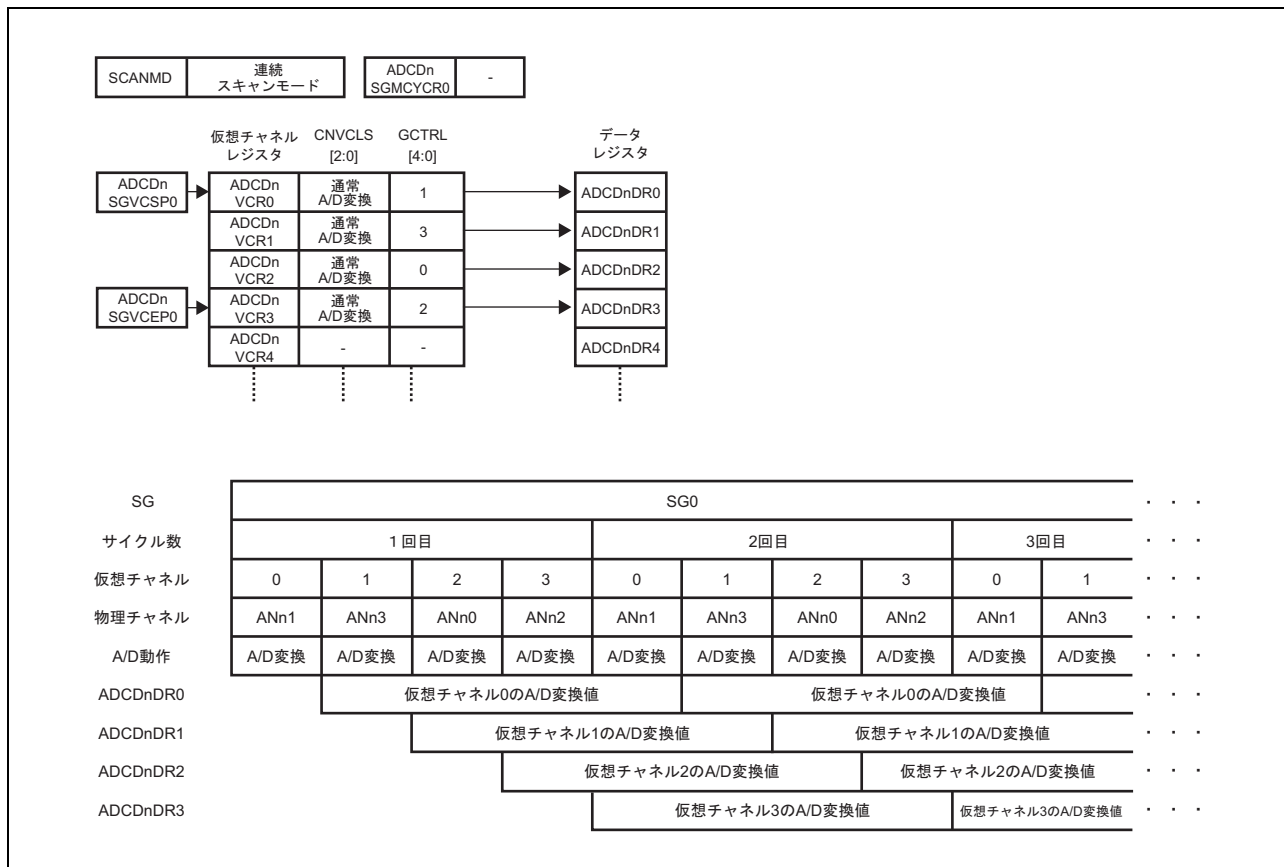 SCANMD 連続スキャンモード ADCDn SGMCYCR0 -
仮想チャネルレジスタ CNVCLS [2:0] GCTRL [4:0] データレジスタ
ADCDn SGVCSP0 ADCDn VCR0 通常A/D変換 1 ADCDnDR0
ADCDn VCR1 通常A/D変換 3 ADCDnDR1
ADCDn VCR2 通常A/D変換 0 ADCDnDR2
ADCDn SGVCEP0 ADCDn VCR3 通常A/D変換 2 ADCDnDR3
ADCDn VCR4 - - ADCDnDR4
SG SG0 ・ ・ ・
サイクル数 1回目 2回目 3回目 ・ ・ ・
仮想チャネル 0 1 2 3 0 1 2 3 0 1 ・ ・ ・
物理チャネル ANn1 ANn3 ANn0 ANn2 ANn1 ANn3 ANn0 ANn2 ANn1 ANn3 ・ ・ ・
A/D動作 A/D変換 A/D変換 A/D変換 A/D変換 A/D変換 A/D変換 A/D変換 A/D変換 A/D変換 A/D変換 ・ ・ ・
ADCDnDR0 仮想チャネル0のA/D変換値 仮想チャネル0のA/D変換値 ・ ・ ・
ADCDnDR1 仮想チャネル1のA/D変換値 仮想チャネル1のA/D変換値 ・ ・ ・
ADCDnDR2 仮想チャネル2のA/D変換値 仮想チャネル2のA/D変換値 ・ ・ ・
ADCDnDR3 仮想チャネル3のA/D変換値 仮想チャネル3のA/D変換値 ・ ・ ・